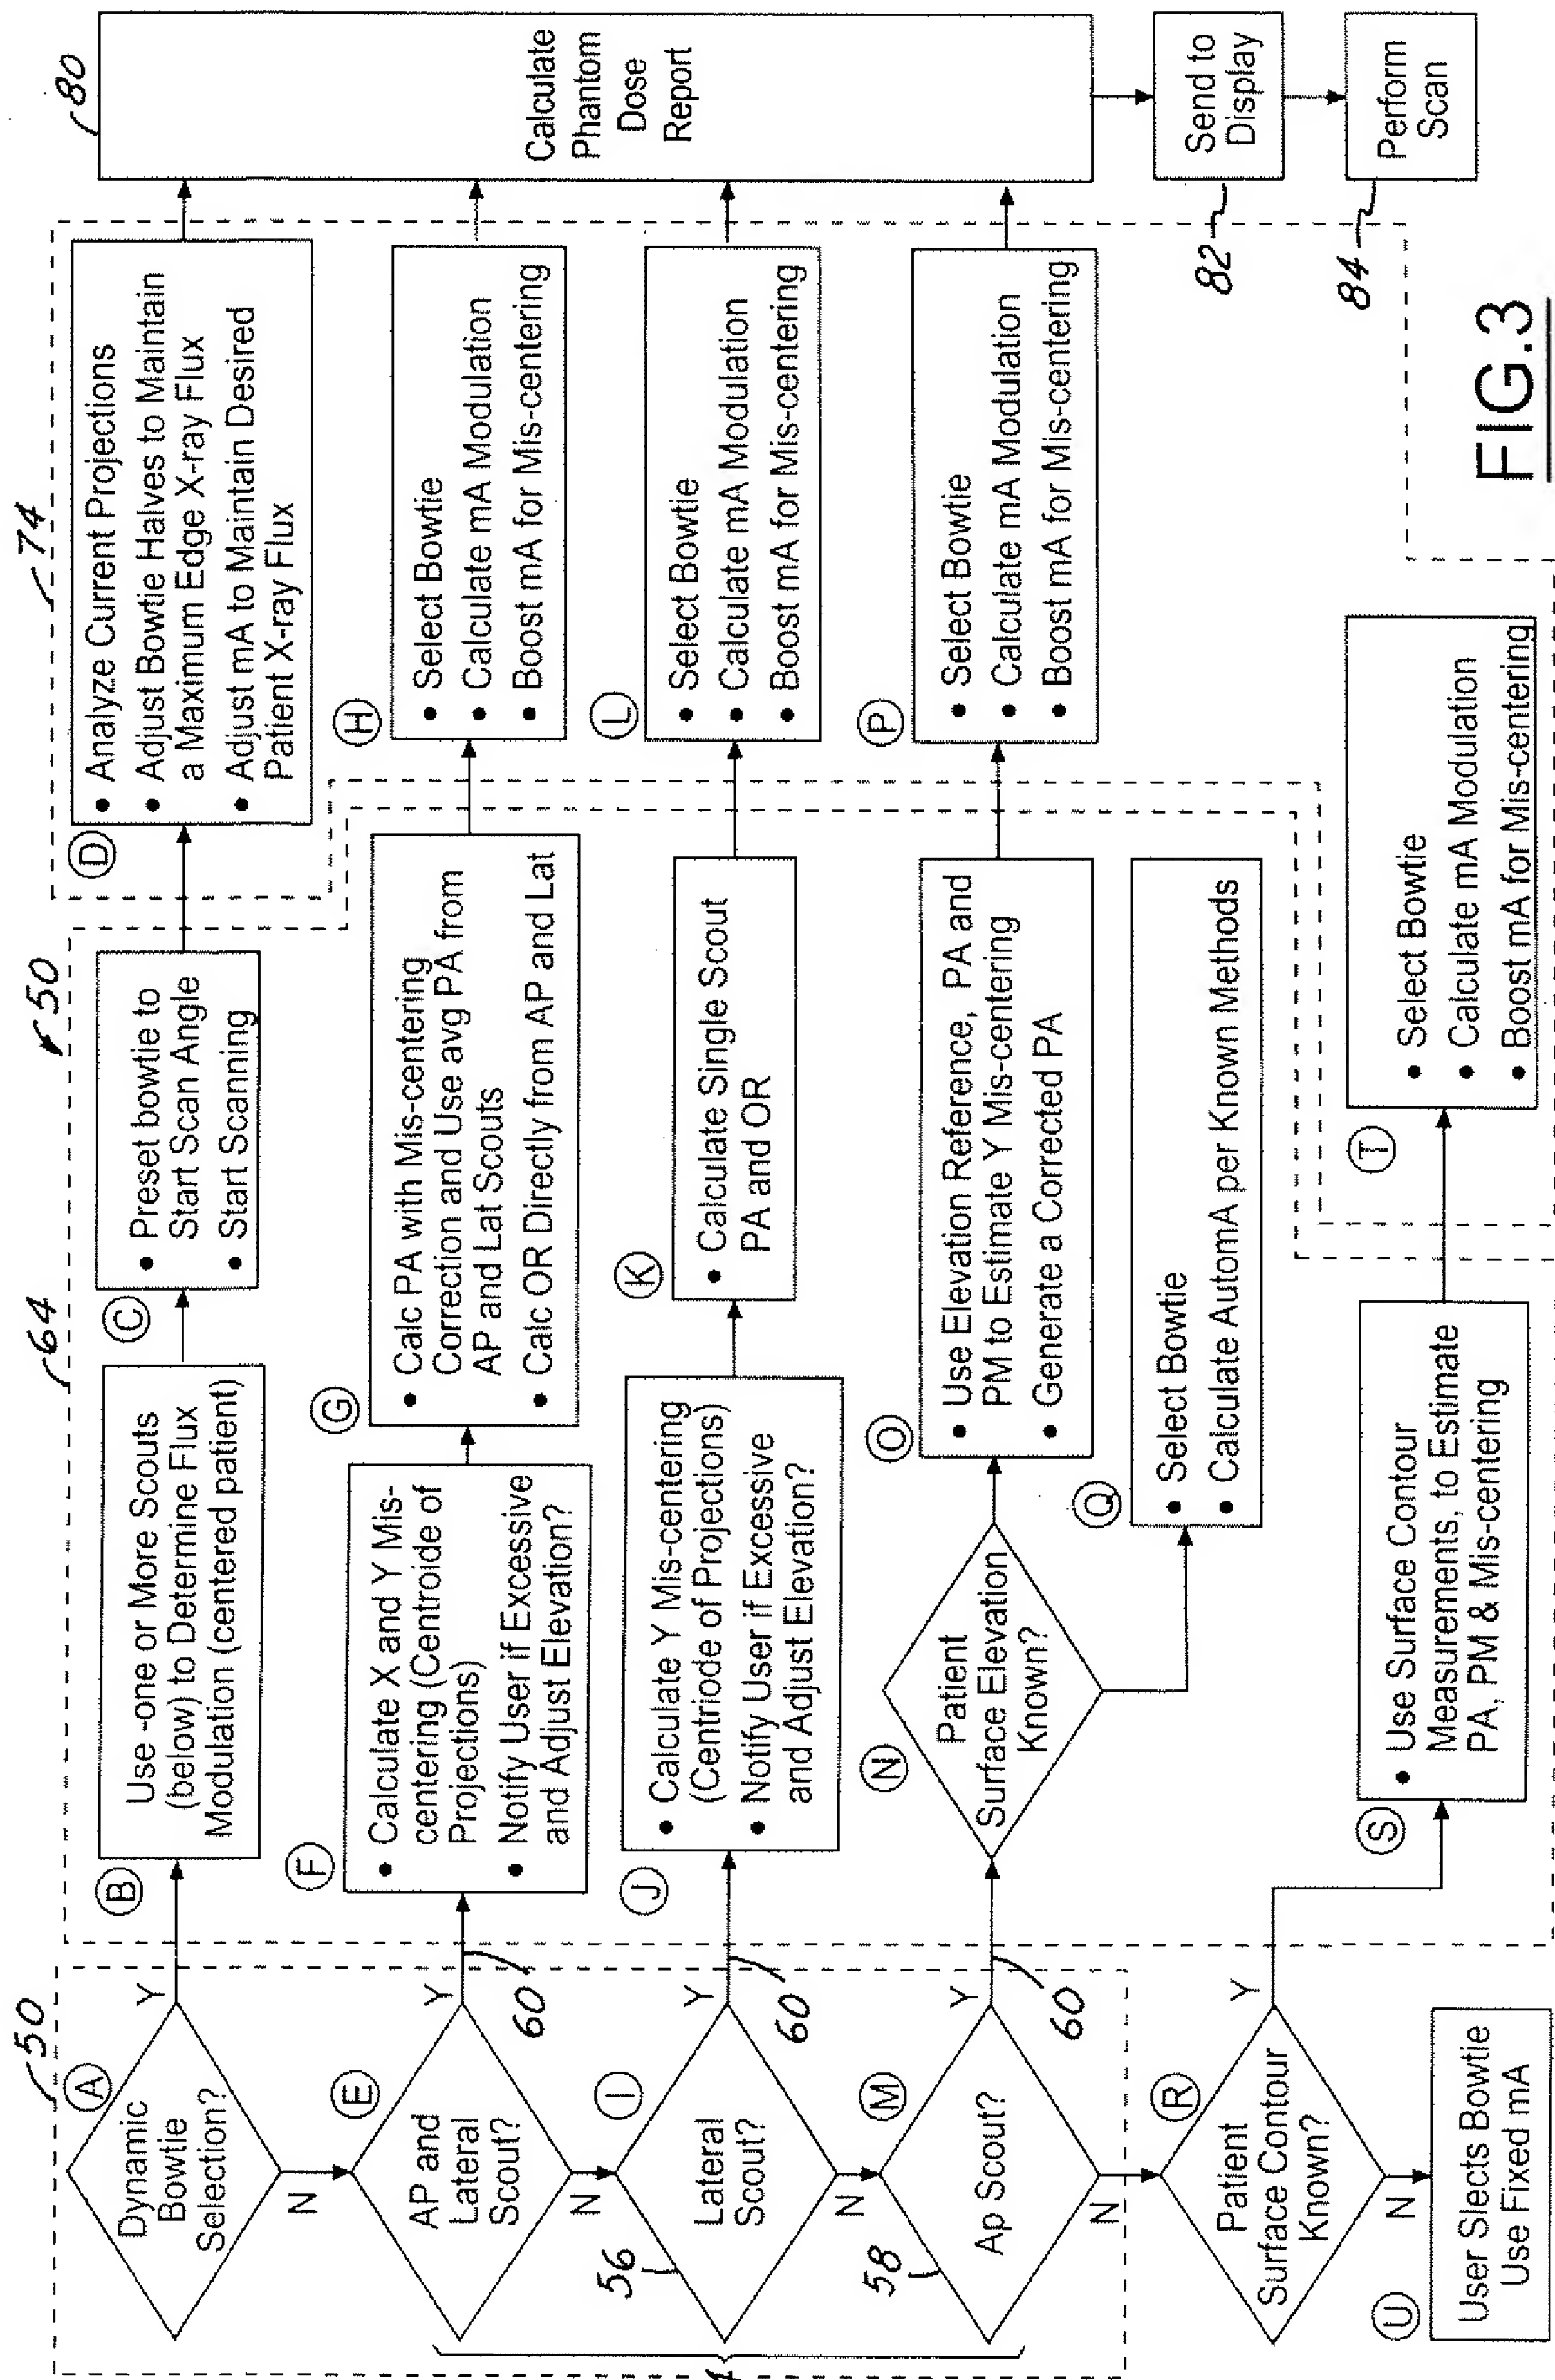 50
A
Dynamic
Bowtie
Selection?
Y
N
B
Use -one or More Scouts
(below) to Determine Flux
Modulation (centered patient)
64
C
• Preset bowtie to
Start Scan Angle
• Start Scanning
50
D
• Analyze Current Projections
• Adjust Bowtie Halves to Maintain
a Maximum Edge X-ray Flux
• Adjust mA to Maintain Desired
Patient X-ray Flux
74
80
Calculate
Phantom
Dose
Report
E
AP and
Lateral
Scout?
Y
N
60
F
• Calculate X and Y Mis-
centering (Centroide of
Projections)
• Notify User if Excessive
and Adjust Elevation?
G
• Calc PA with Mis-centering
Correction and Use avg PA from
AP and Lat Scouts
• Calc OR Directly from AP and Lat
H
• Select Bowtie
• Calculate mA Modulation
• Boost mA for Mis-centering
I
Lateral
Scout?
56
Y
N
60
J
• Calculate Y Mis-centering
(Centriode of Projections)
• Notify User if Excessive
and Adjust Elevation?
K
• Calculate Single Scout
PA and OR
L
• Select Bowtie
• Calculate mA Modulation
• Boost mA for Mis-centering
M
Ap Scout?
58
Y
N
60
N
Patient
Surface Elevation
Known?
O
• Use Elevation Reference, PA and
PM to Estimate Y Mis-centering
• Generate a Corrected PA
P
• Select Bowtie
• Calculate mA Modulation
• Boost mA for Mis-centering
Q
• Select Bowtie
• Calculate AutomA per Known Methods
Send to
Display
82
Perform
Scan
84
R
Patient
Surface Contour
Known?
Y
N
S
• Use Surface Contour
Measurements, to Estimate
PA, PM & Mis-centering
T
• Select Bowtie
• Calculate mA Modulation
• Boost mA for Mis-centering
U
User Slects Bowtie
Use Fixed mA
FIG.3